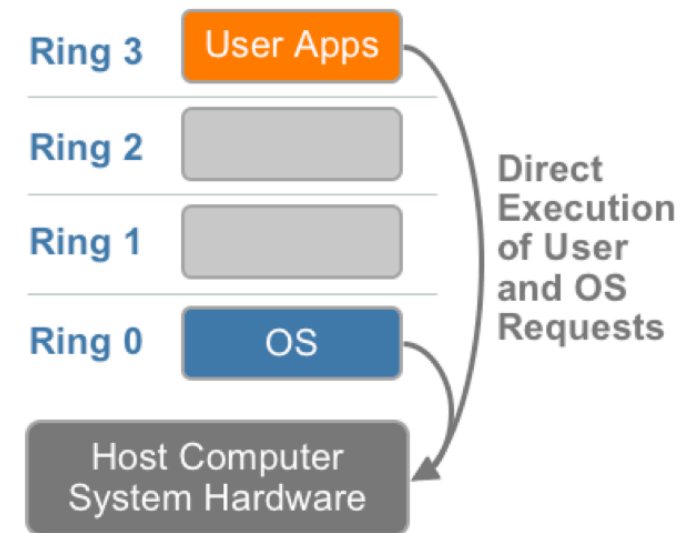 Ring 3
User Apps
Ring 2
Ring 1
Ring 0
OS
Direct
Execution
of User
and OS
Requests
Host Computer
System Hardware